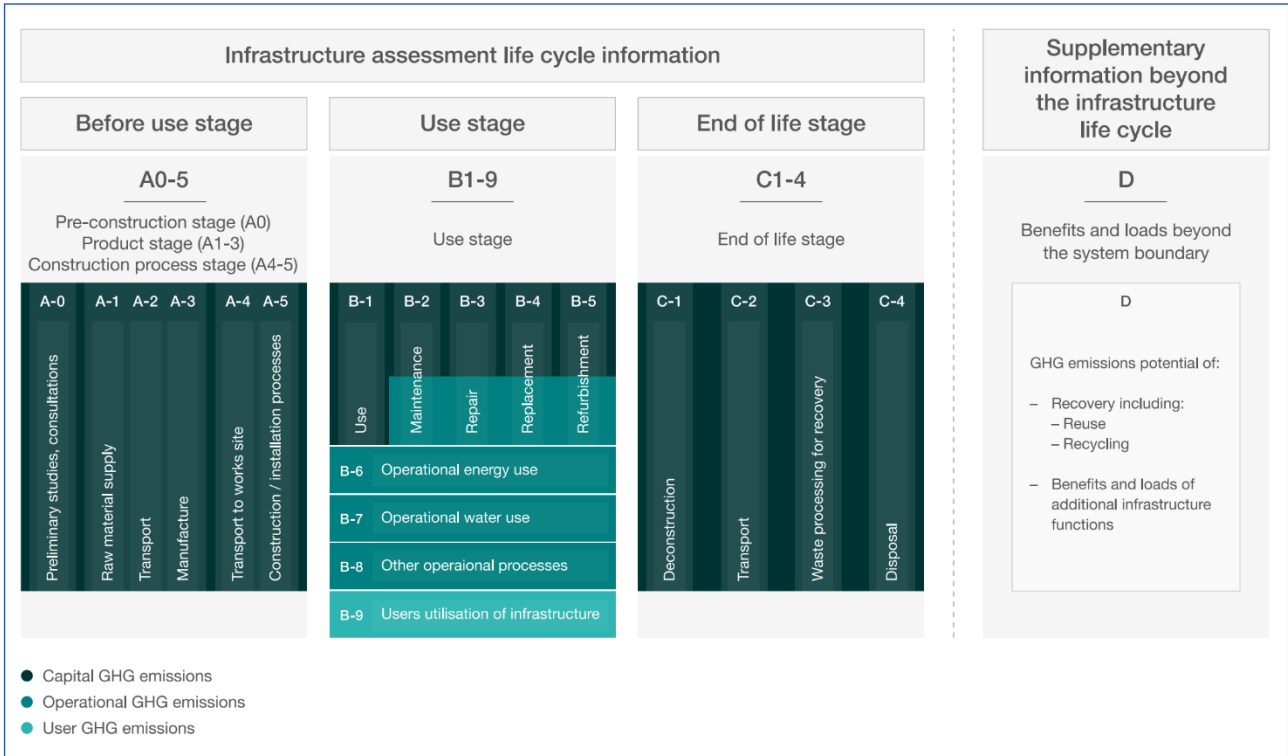 Infrastructure assessment life cycle information
Supplementary
information beyond
the infrastructure
life cycle
Before use stage
Use stage
End of life stage
A0-5
Pre-construction stage (A0)
Product stage (A1-3)
Construction process stage (A4-5)
B1-9
Use stage
C1-4
End of life stage
D
Benefits and loads beyond
the system boundary
A-0
Preliminary studies, consultations
A-1
Raw material supply
A-2
Transport
A-3
Manufacture
A-4
Transport to works site
A-5
Construction / installation processes
B-1
Use
B-2
Maintenance
B-3
Repair
B-4
Replacement
B-5
Refurbishment
B-6 Operational energy use
B-7 Operational water use
B-8 Other operaional processes
B-9 Users utilisation of infrastructure
C-1
Deconstruction
C-2
Transport
C-3
Waste processing for recovery
C-4
Disposal
D
GHG emissions potential of:
– Recovery including:
– Reuse
– Recycling
– Benefits and loads of
additional infrastructure
functions
Capital GHG emissions
Operational GHG emissions
User GHG emissions